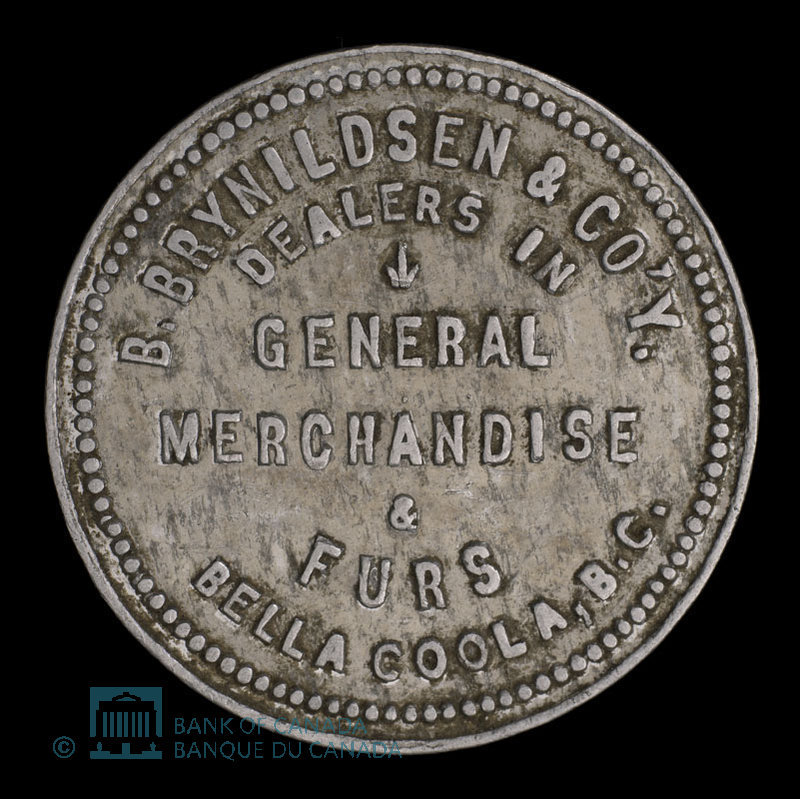 B. BRYNILDSEN & CO'Y.
DEALERS IN
GENERAL
MERCHANDISE
&
FURS
BELLA COOLA, B.C.
© BANK OF CANADA
BANQUE DU CANADA